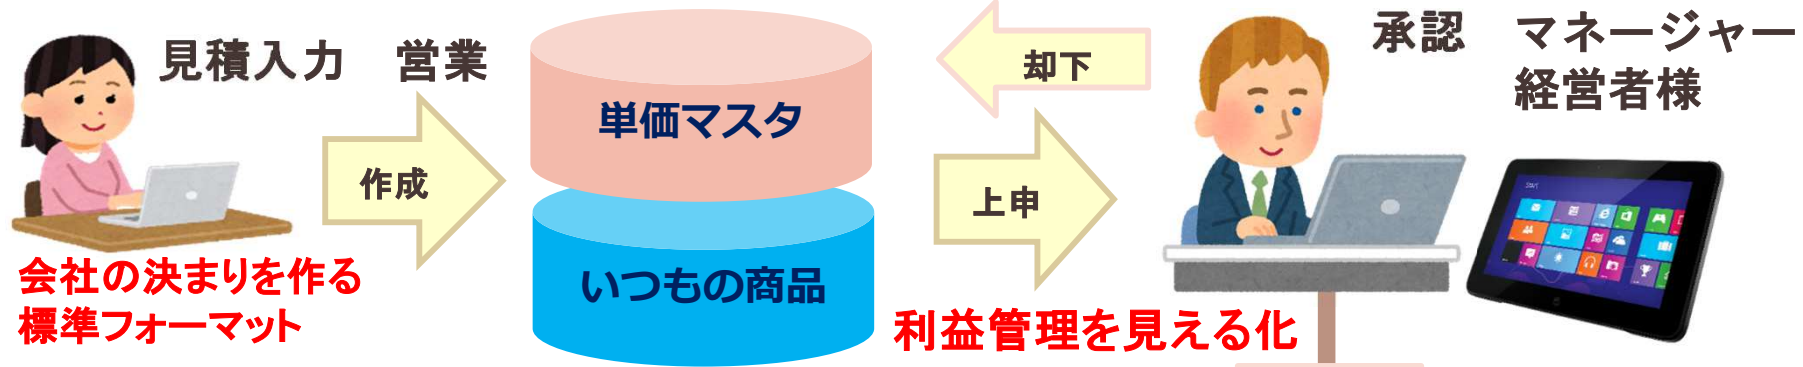 見積入力　営業
作成
会社の決まりを作る
標準フォーマット
単価マスタ
いつもの商品
却下
上申
利益管理を見える化
承認　マネージャー
経営者様
Start